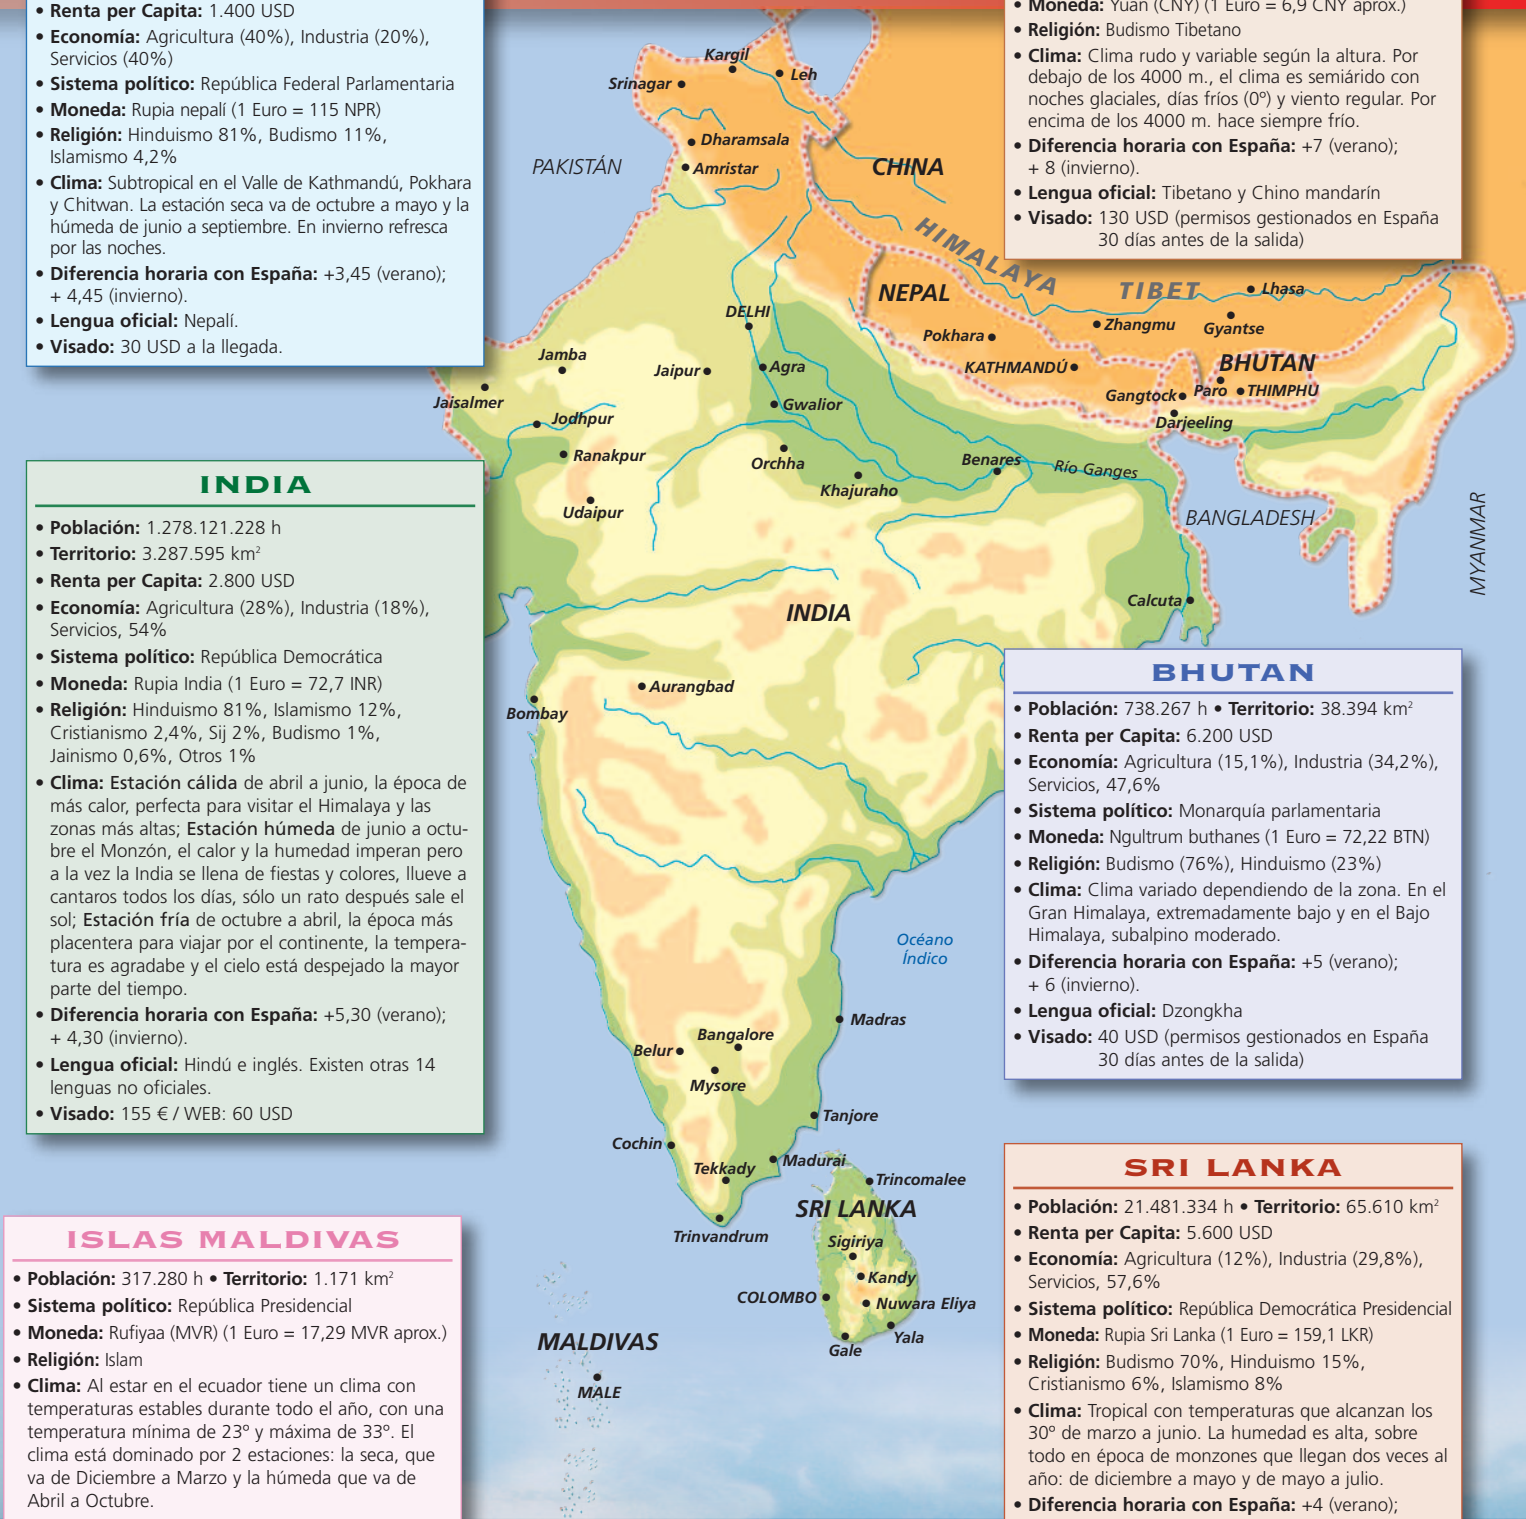 • Renta per Capita: 1.400 USD
• Economía: Agricultura (40%), Industria (20%),
Servicios (40%)
• Sistema político: República Federal Parlamentaria
• Moneda: Rupia nepalí (1 Euro = 115 NPR)
• Religión: Hinduismo 81%, Budismo 11%,
Islamismo 4,2%
• Clima: Subtropical en el Valle de Kathmandú, Pokhara
y Chitwan. La estación seca va de octubre a mayo y la
húmeda de junio a septiembre. En invierno refresca
por las noches.
• Diferencia horaria con España: +3,45 (verano);
+ 4,45 (invierno).
• Lengua oficial: Nepalí.
• Visado: 30 USD a la llegada.
• Moneda: Yuan (CNY) (1 Euro = 6,9 CNY aprox.)
• Religión: Budismo Tibetano
• Clima: Clima rudo y variable según la altura. Por
debajo de los 4000 m., el clima es semiárido con
noches glaciales, días fríos (0º) y viento regular. Por
encima de los 4000 m. hace siempre frío.
• Diferencia horaria con España: +7 (verano);
+ 8 (invierno).
• Lengua oficial: Tibetano y Chino mandarín
• Visado: 130 USD (permisos gestionados en España
30 días antes de la salida)
INDIA
• Población: 1.278.121.228 h
• Territorio: 3.287.595 km²
• Renta per Capita: 2.800 USD
• Economía: Agricultura (28%), Industria (18%),
Servicios, 54%
• Sistema político: República Democrática
• Moneda: Rupia India (1 Euro = 72,7 INR)
• Religión: Hinduismo 81%, Islamismo 12%,
Cristianismo 2,4%, Sij 2%, Budismo 1%,
Jainismo 0,6%, Otros 1%
• Clima: Estación cálida de abril a junio, la época de
más calor, perfecta para visitar el Himalaya y las
zonas más altas; Estación húmeda de junio a octu-
bre el Monzón, el calor y la humedad imperan pero
a la vez la India se llena de fiestas y colores, llueve a
cantaros todos los días, sólo un rato después sale el
sol; Estación fría de octubre a abril, la época más
placentera para viajar por el continente, la tempera-
tura es agradabe y el cielo está despejado la mayor
parte del tiempo.
• Diferencia horaria con España: +5,30 (verano);
+ 4,30 (invierno).
• Lengua oficial: Hindú e inglés. Existen otras 14
lenguas no oficiales.
• Visado: 155 € / WEB: 60 USD
BHUTAN
• Población: 738.267 h • Territorio: 38.394 km²
• Renta per Capita: 6.200 USD
• Economía: Agricultura (15,1%), Industria (34,2%),
Servicios, 47,6%
• Sistema político: Monarquía parlamentaria
• Moneda: Ngultrum buthanes (1 Euro = 72,22 BTN)
• Religión: Budismo (76%), Hinduismo (23%)
• Clima: Clima variado dependiendo de la zona. En el
Gran Himalaya, extremadamente bajo y en el Bajo
Himalaya, subalpino moderado.
• Diferencia horaria con España: +5 (verano);
+ 6 (invierno).
• Lengua oficial: Dzongkha
• Visado: 40 USD (permisos gestionados en España
30 días antes de la salida)
ISLAS MALDIVAS
• Población: 317.280 h • Territorio: 1.171 km²
• Sistema político: República Presidencial
• Moneda: Rufiyaa (MVR) (1 Euro = 17,29 MVR aprox.)
• Religión: Islam
• Clima: Al estar en el ecuador tiene un clima con
temperaturas estables durante todo el año, con una
temperatura mínima de 23º y máxima de 33º. El
clima está dominado por 2 estaciones: la seca, que
va de Diciembre a Marzo y la húmeda que va de
Abril a Octubre.
SRI LANKA
• Población: 21.481.334 h • Territorio: 65.610 km²
• Renta per Capita: 5.600 USD
• Economía: Agricultura (12%), Industria (29,8%),
Servicios, 57,6%
• Sistema político: República Democrática Presidencial
• Moneda: Rupia Sri Lanka (1 Euro = 159,1 LKR)
• Religión: Budismo 70%, Hinduismo 15%,
Cristianismo 6%, Islamismo 8%
• Clima: Tropical con temperaturas que alcanzan los
30º de marzo a junio. La humedad es alta, sobre
todo en época de monzones que llegan dos veces al
año: de diciembre a mayo y de mayo a julio.
• Diferencia horaria con España: +4 (verano);
Kargil
Leh
Srinagar
Dharamsala
PAKISTÁN
Amristar
CHINA
HIMALAYA
NEPAL
TIBET
Lhasa
DELHI
Zhangmu
Gyantse
Pokhara
Jamba
Jaipur
Agra
KATHMANDÚ
BHUTAN
Jaisalmer
Gwalior
Gangtock
Paro
THIMPHU
Jodhpur
Darjeeling
Ranakpur
Orchha
Benares
Río Ganges
Khajuraho
Udaipur
BANGLADESH
MYANMAR
INDIA
Calcuta
Aurangbad
Bombay
Océano
Índico
Madras
Bangalore
Belur
Mysore
Tanjore
Cochin
Madurai
Tekkady
Trincomalee
SRI LANKA
Trinvandrum
Sigiriya
Kandy
COLOMBO
Nuwara Eliya
Yala
Gale
MALDIVAS
MALE